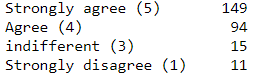 Strongly agree (5) 149
Agree (4) 94
indifferent (3) 15
Strongly disagree (1) 11